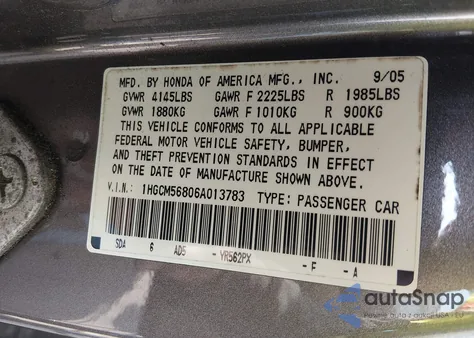 MFD. BY HONDA OF AMERICA MFG., INC. 9/05
GVWR 4145LBS GAWR F 2225LBS R 1985LBS
GVWR 1880KG GAWR F 1010KG R 900KG
THIS VEHICLE CONFORMS TO ALL APPLICABLE
FEDERAL MOTOR VEHICLE SAFETY, BUMPER,
AND THEFT PREVENTION STANDARDS IN EFFECT
ON THE DATE OF MANUFACTURE SHOWN ABOVE.
V.I.N: 1HGCM56806A013783 TYPE: PASSENGER CAR
SDA 6 AD5 - YR562PX - F - A
autoSnap